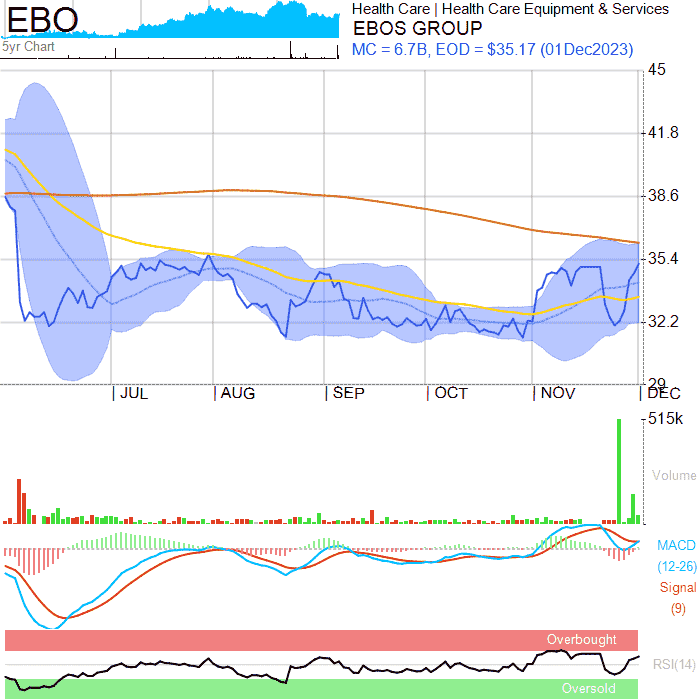 EBO
5yr Chart
Health Care | Health Care Equipment & Services
EBOS GROUP
MC = 6.7B, EOD = $35.17 (01Dec2023)
45
41.8
38.6
35.4
32.2
29
JUL
AUG
SEP
OCT
NOV
DEC
515k
Volume
MACD
(12-26)
Signal
(9)
Overbought
RSI(14)
Oversold